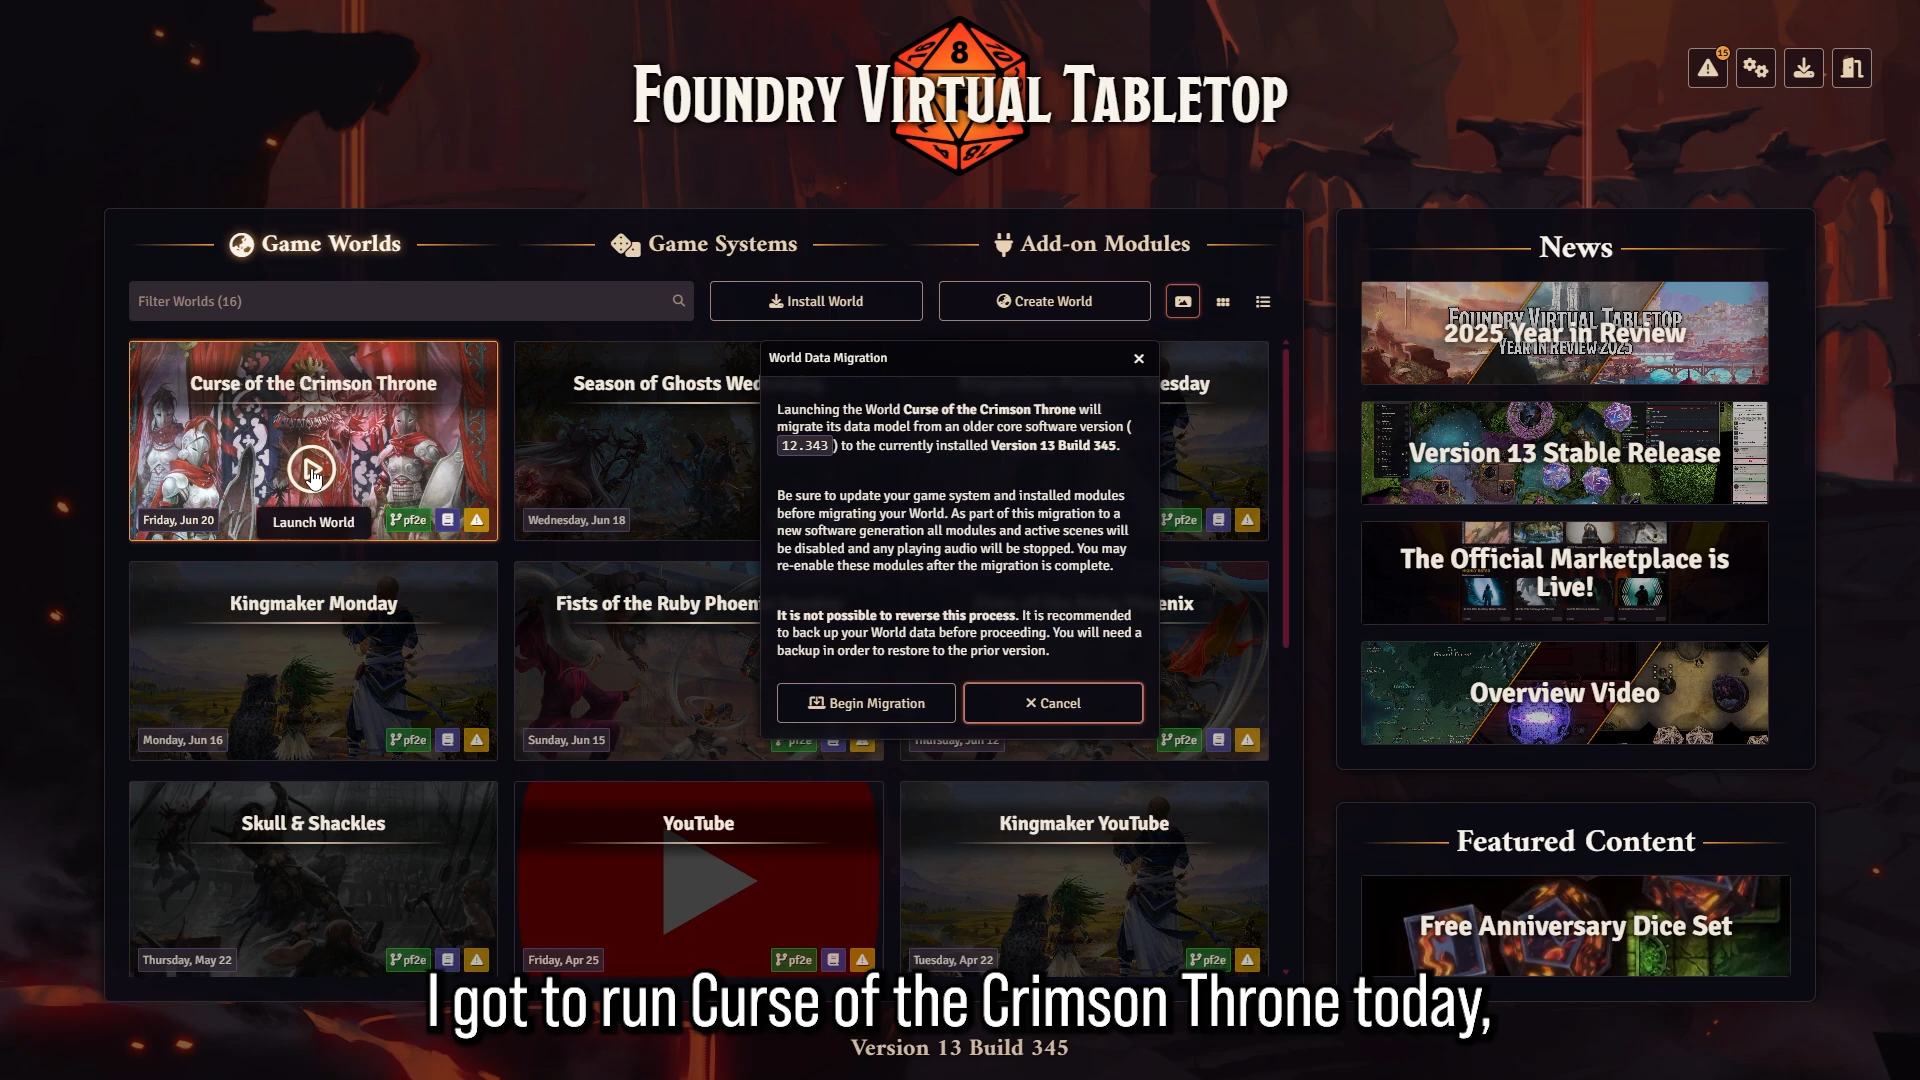 FOUNDRY VIRTUAL TABLETOP
8
15
Game Worlds
Game Systems
Add-on Modules
Filter Worlds (16)
Install World
Create World
Curse of the Crimson Throne
Friday, Jun 20
Launch World
pf2e
Season of Ghosts Wed
Wednesday, Jun 18
esday
pf2e
World Data Migration
Launching the World Curse of the Crimson Throne will
migrate its data model from an older core software version (
12.343 ) to the currently installed Version 13 Build 345.
Be sure to update your game system and installed modules
before migrating your World. As part of this migration to a
new software generation all modules and active scenes will
be disabled and any playing audio will be stopped. You may
re-enable these modules after the migration is complete.
It is not possible to reverse this process. It is recommended
to back up your World data before proceeding. You will need a
backup in order to restore to the prior version.
Begin Migration
Cancel
Kingmaker Monday
Monday, Jun 16
pf2e
Fists of the Ruby Phoen
Sunday, Jun 15
pf2e
enix
Thursday, Jun 12
pf2e
Skull & Shackles
Thursday, May 22
pf2e
YouTube
Friday, Apr 25
pf2e
Kingmaker YouTube
Tuesday, Apr 22
pf2e
News
FOUNDRY VIRTUAL TABLETOP
2025 Year in Review
YEAR IN REVIEW 2025
Version 13 Stable Release
The Official Marketplace is
Live!
Overview Video
Featured Content
Free Anniversary Dice Set
I got to run Curse of the Crimson Throne today,
Version 13 Build 345